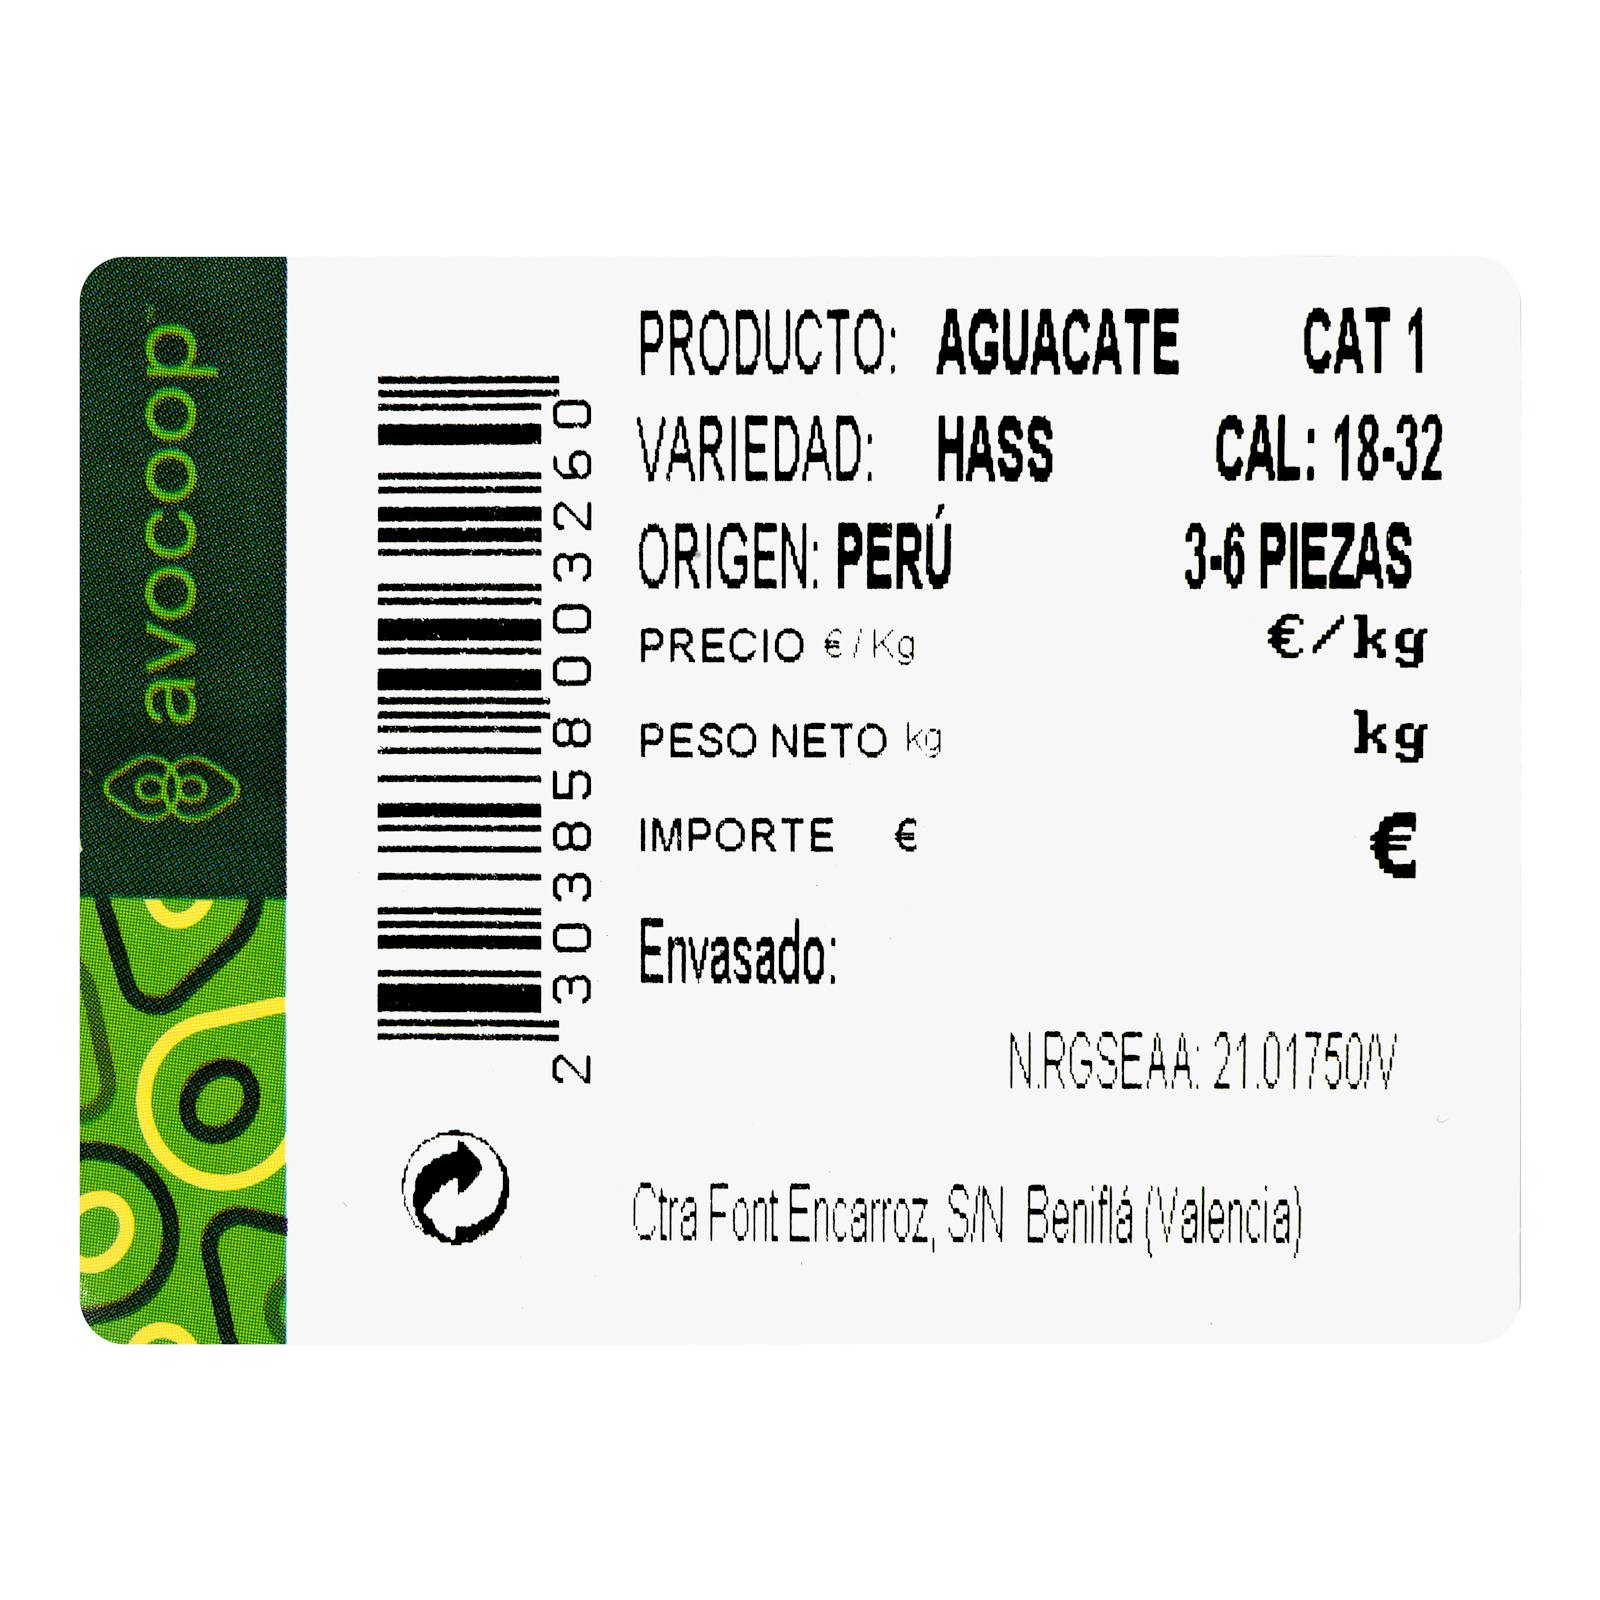 avocoop
2303858003260
PRODUCTO: AGUACATE CAT 1
VARIEDAD: HASS CAL: 18-32
ORIGEN: PERÚ 3-6 PIEZAS
PRECIO €/Kg €/kg
PESO NETO kg kg
IMPORTE € €
Envasado:
N.RGSEAA: 21.01750/V
Ctra Font Encarroz, S/N Beniflá (Valencia)